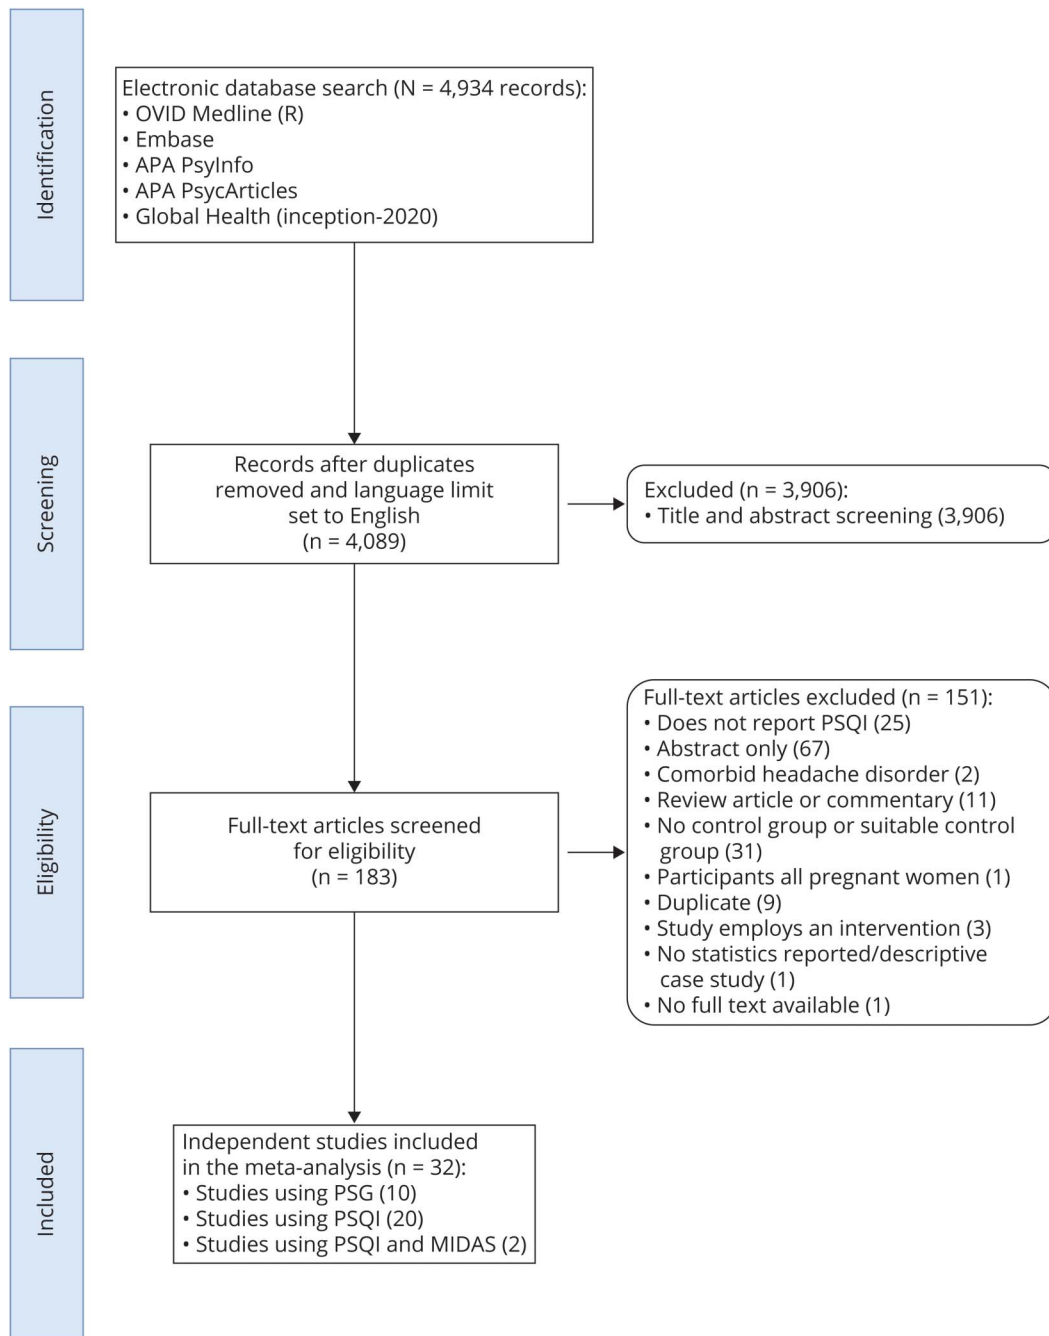 Identification
Electronic database search (N = 4,934 records):
• OVID Medline (R)
• Embase
• APA PsyInfo
• APA PsycArticles
• Global Health (inception-2020)
Screening
Records after duplicates
removed and language limit
set to English
(n = 4,089)
Excluded (n = 3,906):
• Title and abstract screening (3,906)
Eligibility
Full-text articles screened
for eligibility
(n = 183)
Full-text articles excluded (n = 151):
• Does not report PSQI (25)
• Abstract only (67)
• Comorbid headache disorder (2)
• Review article or commentary (11)
• No control group or suitable control
group (31)
• Participants all pregnant women (1)
• Duplicate (9)
• Study employs an intervention (3)
• No statistics reported/descriptive
case study (1)
• No full text available (1)
Included
Independent studies included
in the meta-analysis (n = 32):
• Studies using PSG (10)
• Studies using PSQI (20)
• Studies using PSQI and MIDAS (2)